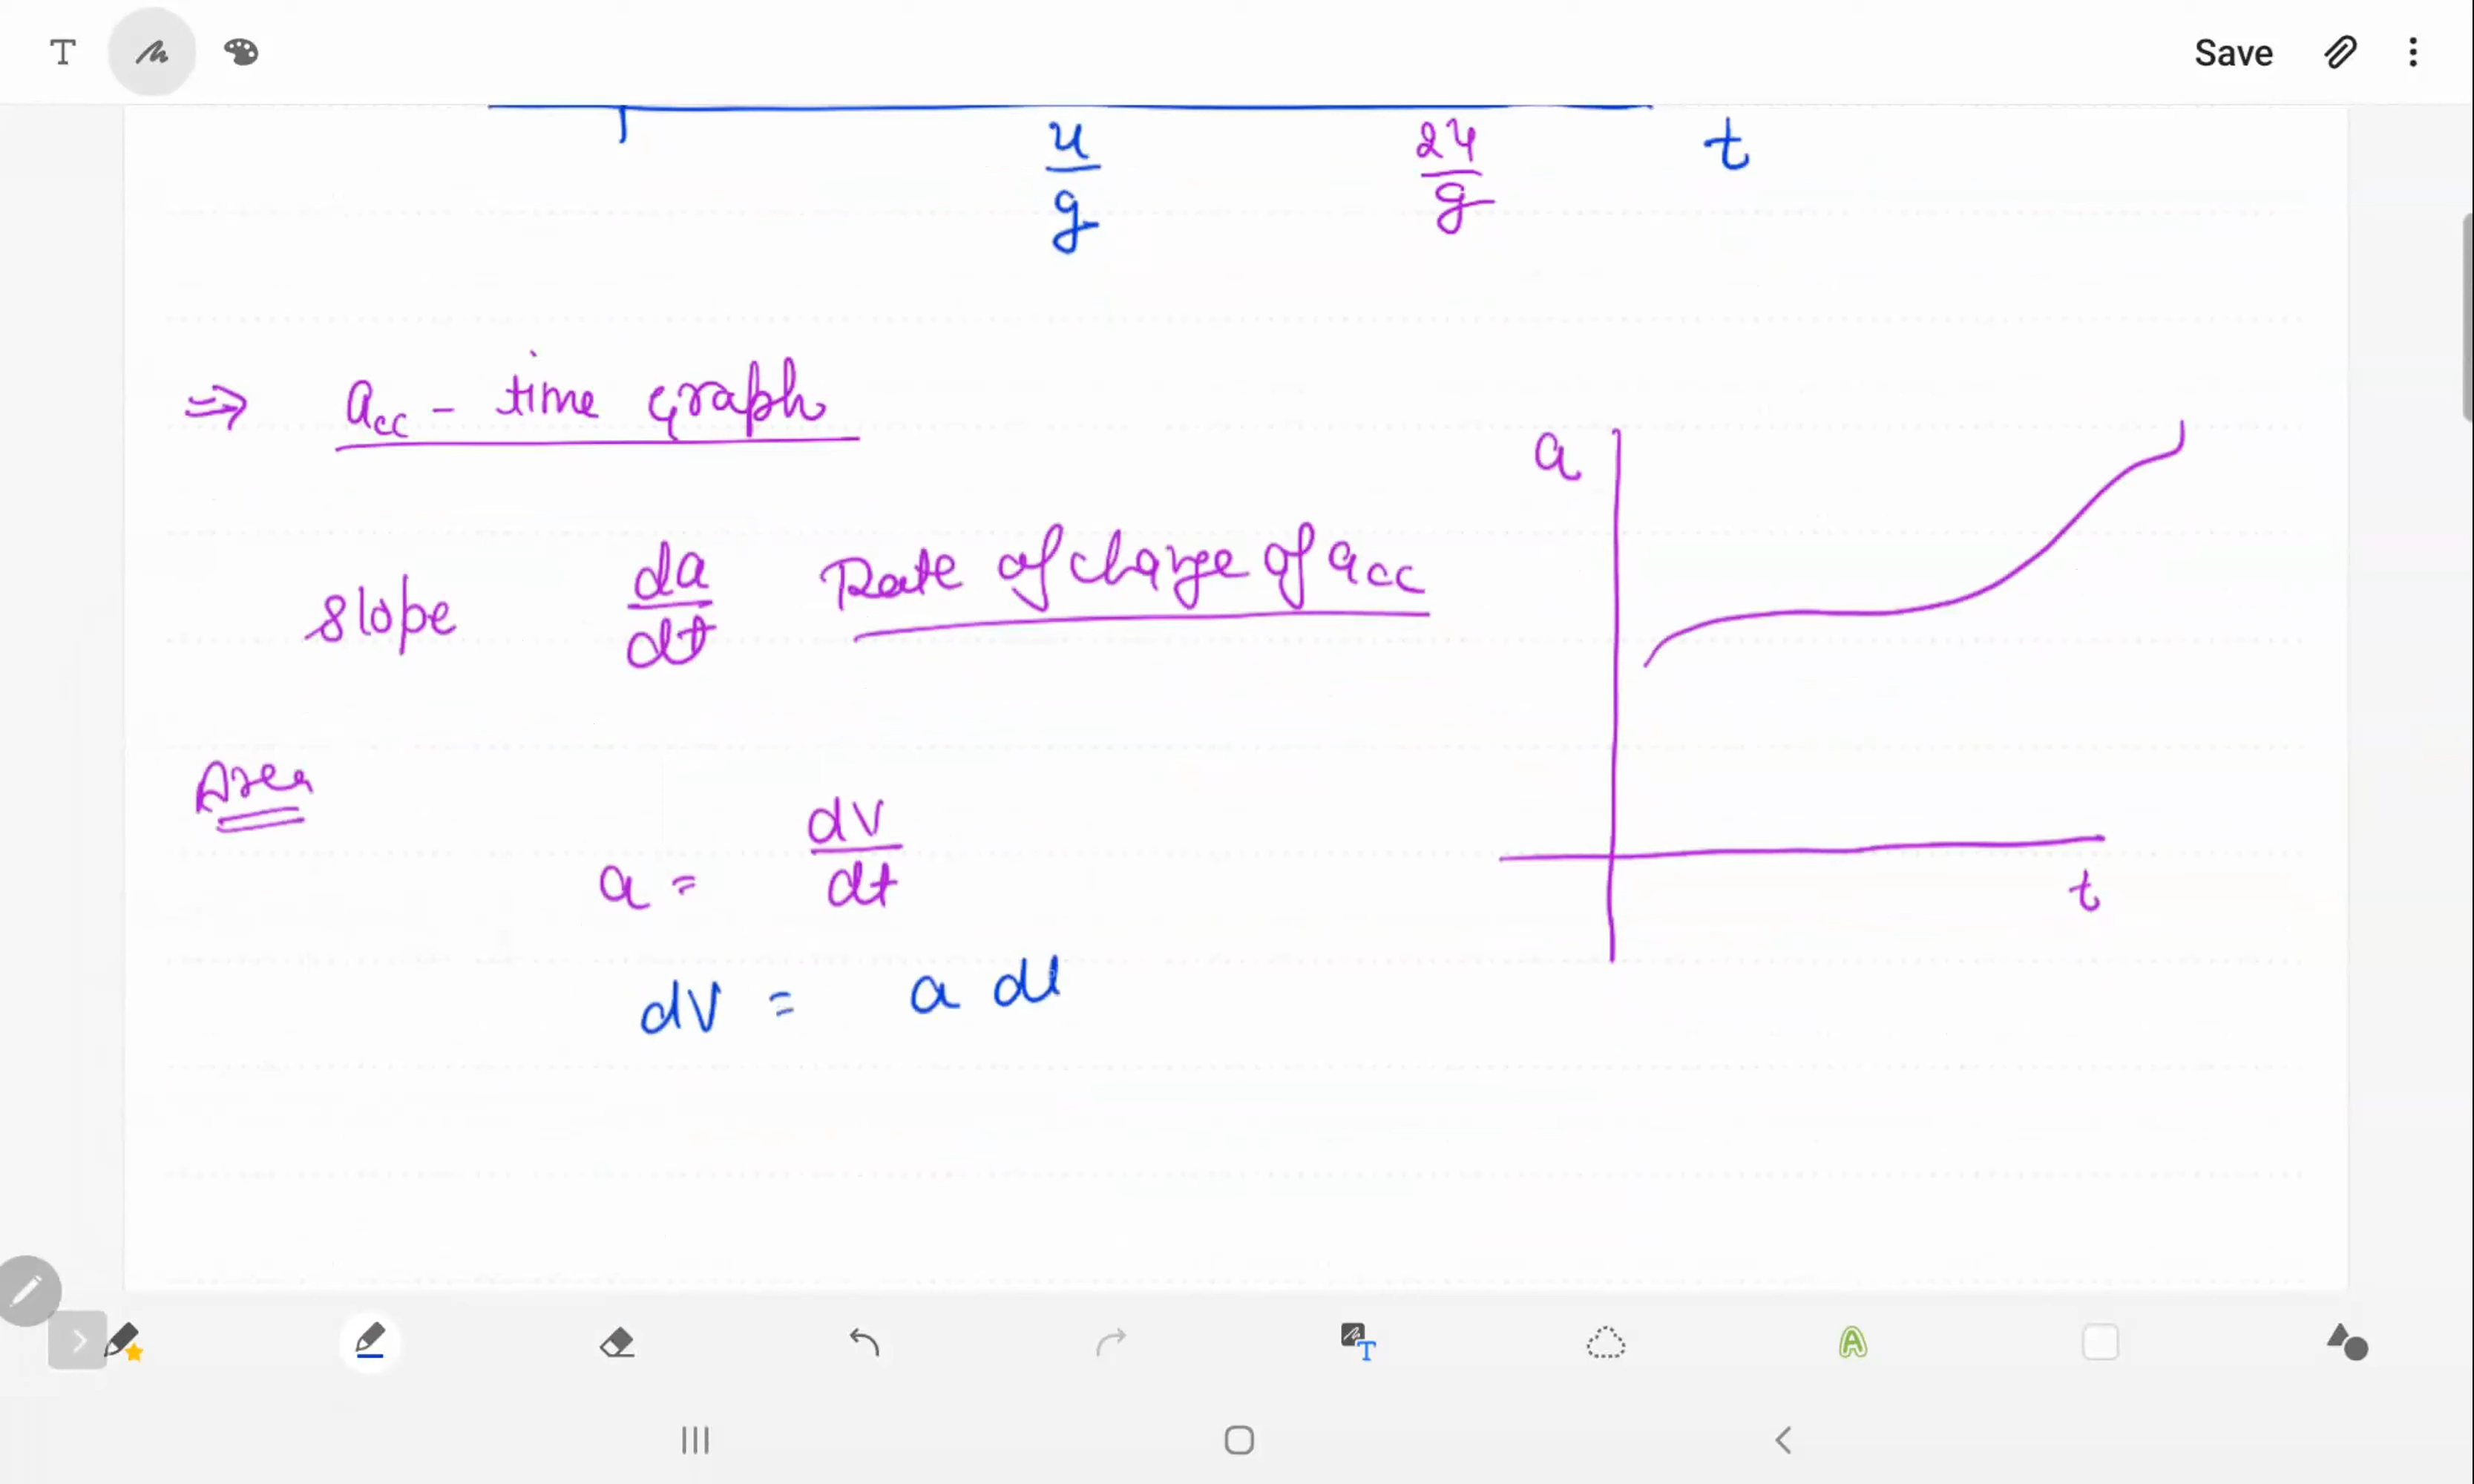 Save
u/g 2u/g t
⇒ acc - time graph
a
slope da/dt Rate of change of acc
Area
a = dv/dt
t
dv = a dt